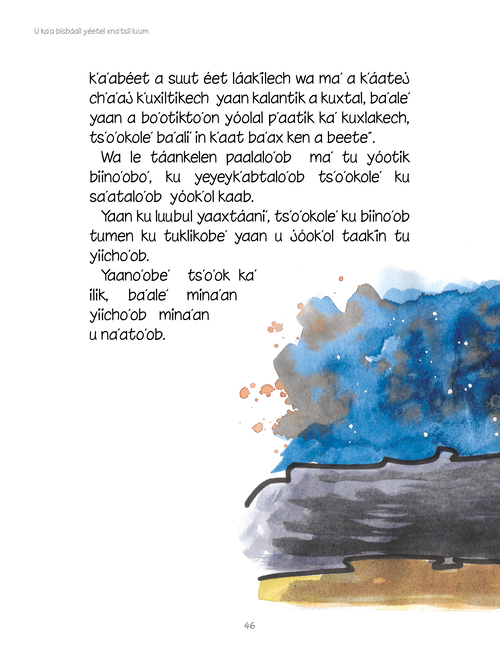 U ka'a bisbáail yéetel xna'tsil lu'um
k'a'abéet a suut éet láakilech wa ma' a k'áatej
ch'a'aj k'uxiltikech yaan kalantik a kuxtal, ba'ale'
yaan a bo'otikto'on yóolal p'aatik ka' kuxlakech,
ts'o'okole' ba'ali' in k'aat ba'ax ken a beete".
Wa le táankelen paalalo'ob ma' tu yóotik
biino'obo', ku yeyeyk'abtalo'ob ts'o'okole' ku
sa'atalo'ob yóok'ol kaab.
Yaan ku luubul yaaxtáani', ts'o'okole' ku biino'ob
tumen ku tuklikobe' yaan u jóok'ol taak'in tu
yiicho'ob.
Yaano'obe' ts'o'ok ka'
ilik, ba'ale' mina'an
yiicho'ob mina'an
u na'ato'ob.
46